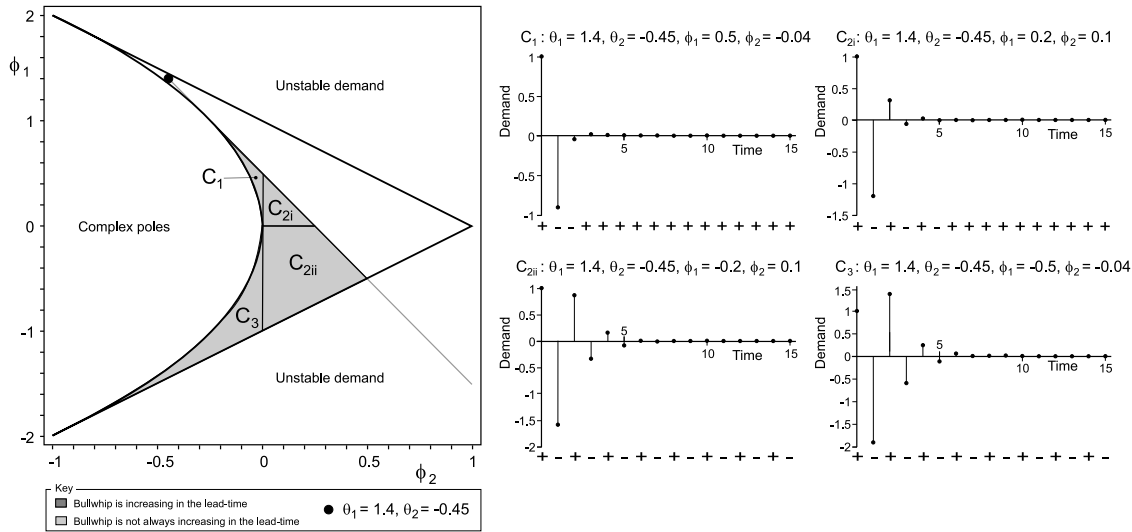 2
1
0
-1
-2
ϕ₁
Unstable demand
C₁
C₂ᵢ
Complex poles
C₂ᵢᵢ
C₃
Unstable demand
-1
-0.5
0
0.5
1
ϕ₂
Key
Bullwhip is increasing in the lead-time
Bullwhip is not always increasing in the lead-time
θ₁ = 1.4, θ₂ = -0.45
C₁ : θ₁ = 1.4, θ₂ = -0.45, ϕ₁ = 0.5, ϕ₂ = -0.04
1
0.5
0
-0.5
-1
Demand
5
10
15
Time
+ - - + + + + + + + + + + + + +
C₂ᵢ : θ₁ = 1.4, θ₂ = -0.45, ϕ₁ = 0.2, ϕ₂ = 0.1
1
0.5
0
-0.5
-1
-1.5
Demand
5
10
15
Time
+ - + - + - + + + + + + + + + +
C₂ᵢᵢ : θ₁ = 1.4, θ₂ = -0.45, ϕ₁ = -0.2, ϕ₂ = 0.1
1
0.5
0
-0.5
-1
-1.5
-2
Demand
5
10
15
Time
+ - + - + - + - + - + - + - + -
C₃ : θ₁ = 1.4, θ₂ = -0.45, ϕ₁ = -0.5, ϕ₂ = -0.04
1.5
1
0.5
0
-0.5
-1
-1.5
2
Demand
5
10
15
Time
+ - + - + - + - + - + - + - + -